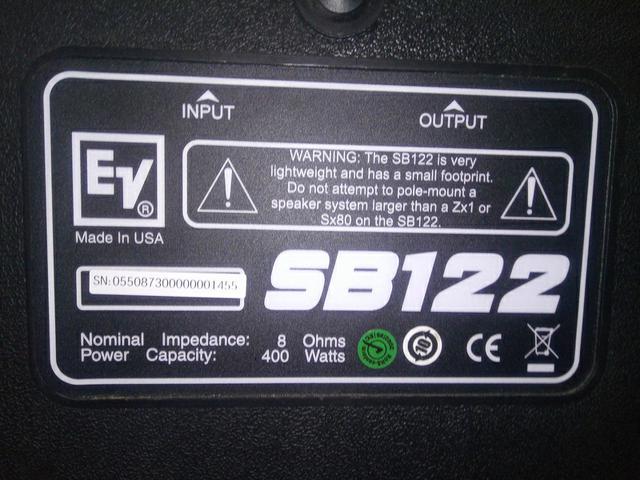 INPUT
OUTPUT
EV®
Made In USA
WARNING: The SB122 is very
lightweight and has a small footprint.
Do not attempt to pole-mount a
speaker system larger than a Zx1 or
Sx80 on the SB122.
SN:055087300000001455
SB122
Nominal Impedance: 8 Ohms
Power Capacity: 400 Watts
CE